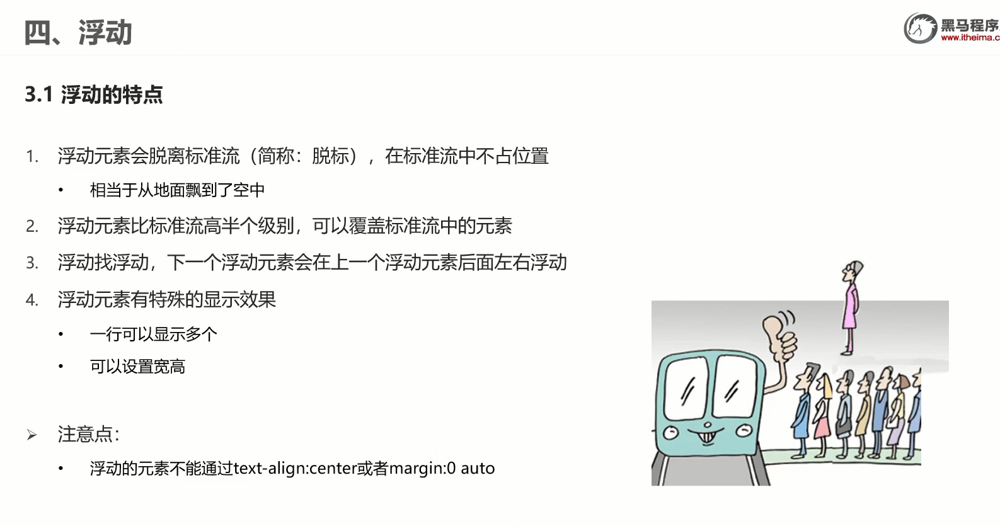 四、浮动
黑马程序
www.itheima.c
3.1 浮动的特点
1. 浮动元素会脱离标准流（简称：脱标），在标准流中不占位置
• 相当于从地面飘到了空中
2. 浮动元素比标准流高半个级别，可以覆盖标准流中的元素
3. 浮动找浮动，下一个浮动元素会在上一个浮动元素后面左右浮动
4. 浮动元素有特殊的显示效果
• 一行可以显示多个
• 可以设置宽高
➢ 注意点：
• 浮动的元素不能通过text-align:center或者margin:0 auto